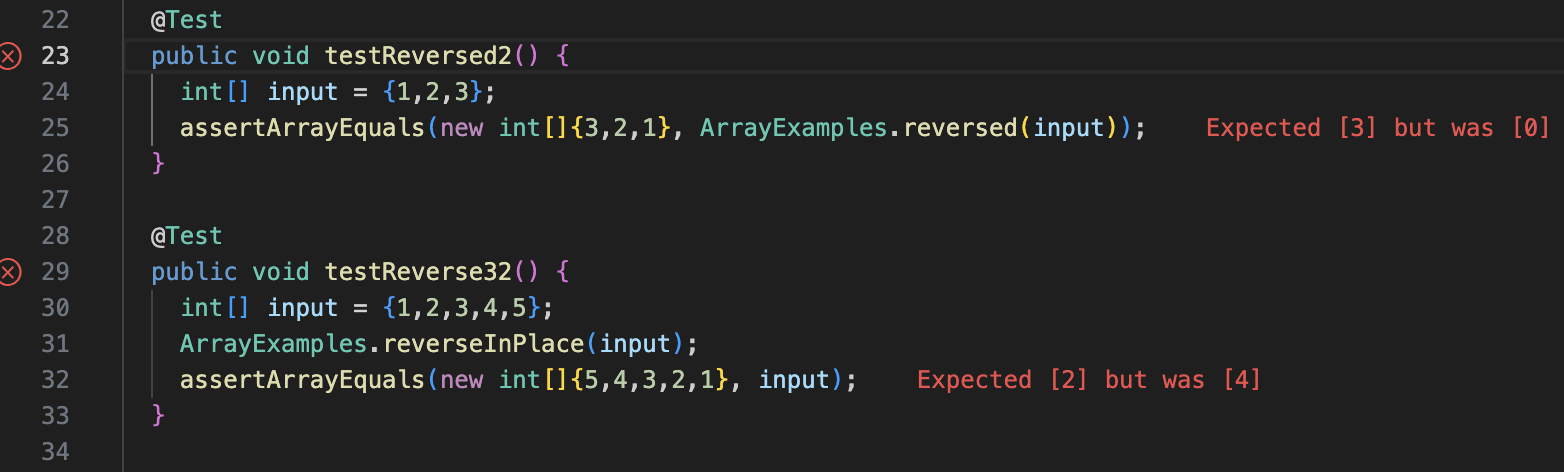 22 @Test
23 public void testReversed2() {
24 int[] input = {1,2,3};
25 assertArrayEquals(new int[]{3,2,1}, ArrayExamples.reversed(input)); Expected [3] but was [0]
26 }
27
28 @Test
29 public void testReverse32() {
30 int[] input = {1,2,3,4,5};
31 ArrayExamples.reverseInPlace(input);
32 assertArrayEquals(new int[]{5,4,3,2,1}, input); Expected [2] but was [4]
33 }
34